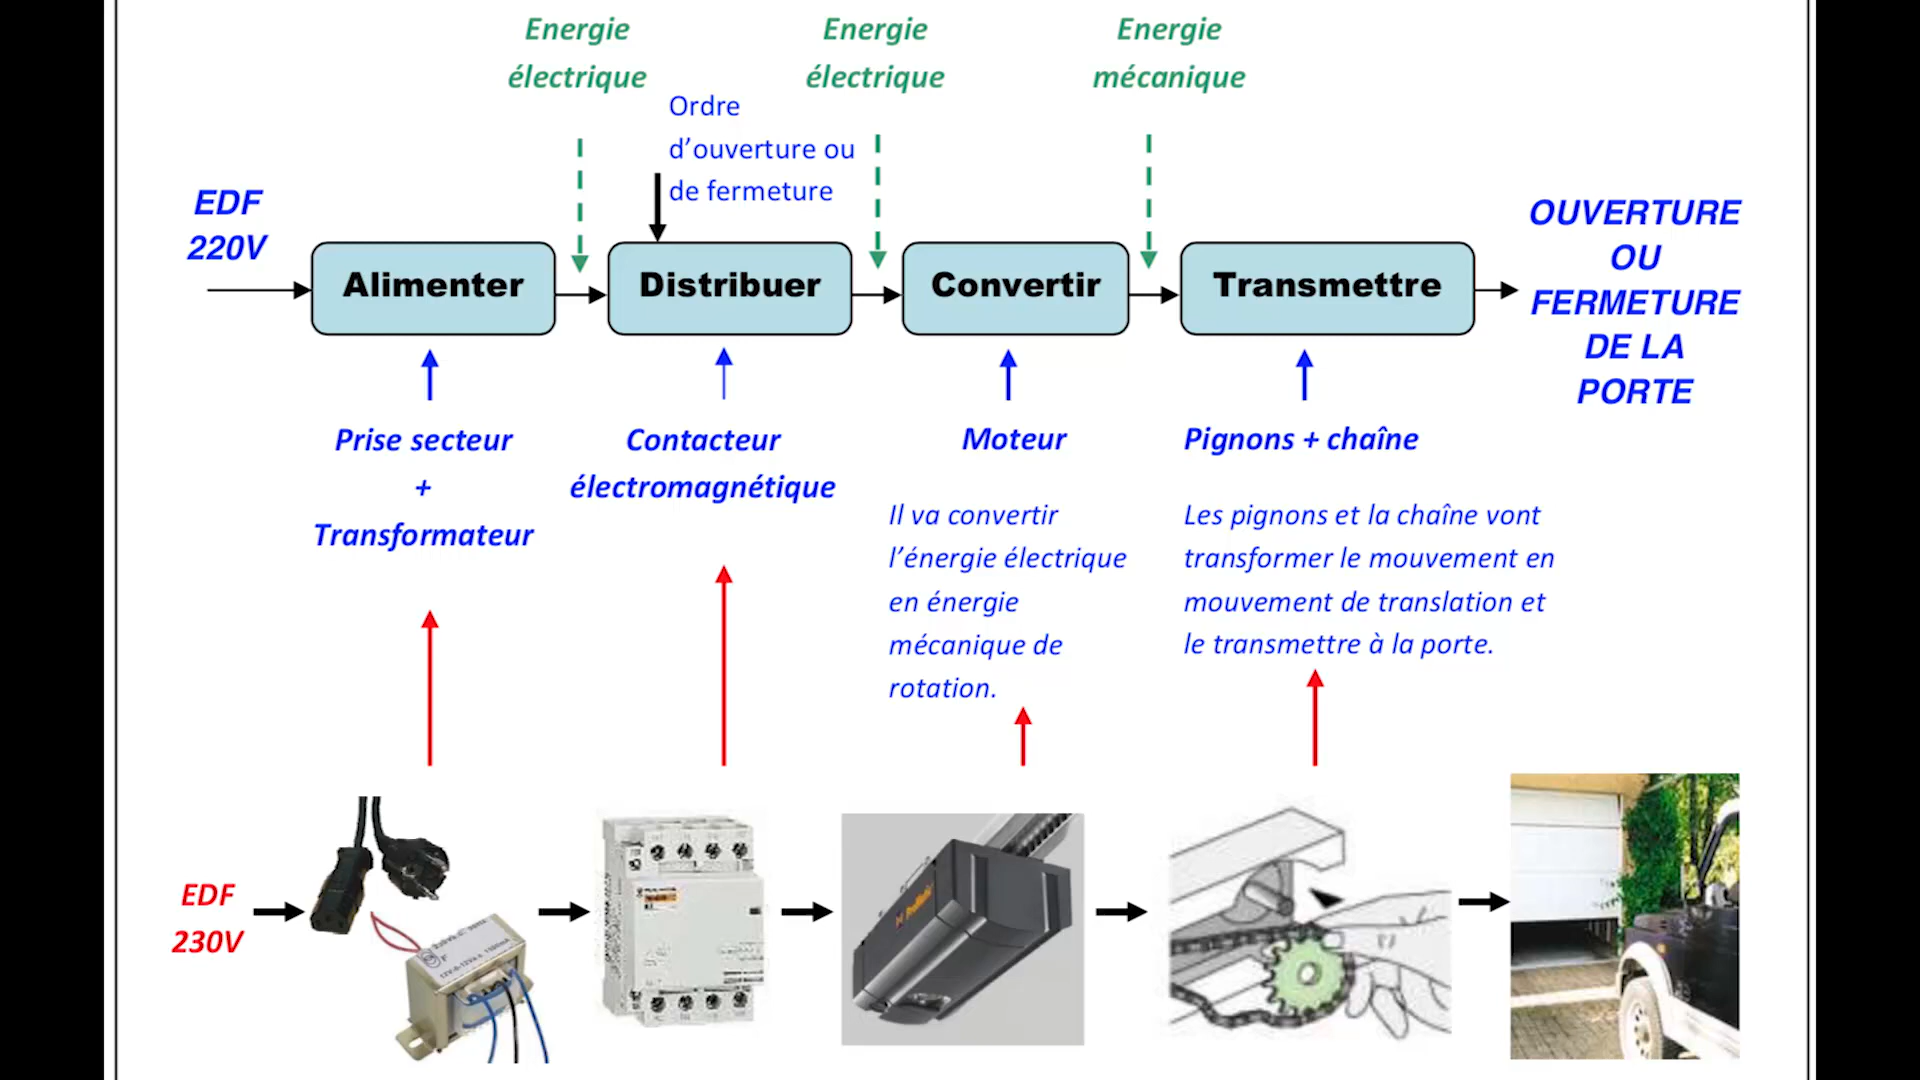 Energie
électrique
Energie
électrique
Energie
mécanique
Ordre
d’ouverture ou
de fermeture
EDF
220V
Alimenter
Distribuer
Convertir
Transmettre
OUVERTURE
OU
FERMETURE
DE LA
PORTE
Prise secteur
+
Transformateur
Contacteur
électromagnétique
Moteur
Il va convertir
l’énergie électrique
en énergie
mécanique de
rotation.
Pignons + chaîne
Les pignons et la chaîne vont
transformer le mouvement en
mouvement de translation et
le transmettre à la porte.
EDF
230V